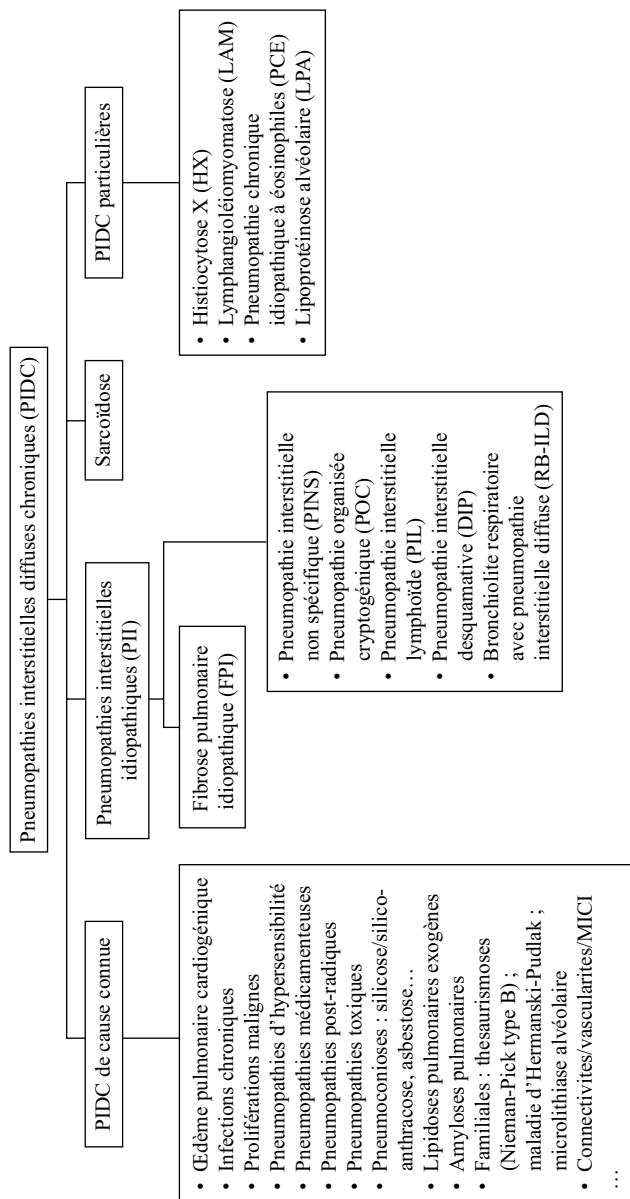 Pneumopathies interstitielles diffuses chroniques (PIDC)
PIDC de cause connue
• Œdème pulmonaire cardiogénique
• Infections chroniques
• Proliférations malignes
• Pneumopathies d'hypersensibilité
• Pneumopathies médicamenteuses
• Pneumopathies post-radiques
• Pneumopathies toxiques
• Pneumoconioses : silicose/silico-
anthracose, asbestose…
• Lipidoses pulmonaires exogènes
• Amyloses pulmonaires
• Familiales : thesaurismoses
(Nieman-Pick type B) ;
maladie d'Hermanski-Pudlak ;
microlithiase alvéolaire
• Connectivites/vascularites/MICI
…
Pneumopathies interstitielles
idiopathiques (PII)
Fibrose pulmonaire
idiopathique (FPI)
• Pneumopathie interstitielle
non spécifique (PINS)
• Pneumopathie organisée
cryptogénique (POC)
• Pneumopathie interstitielle
lymphoïde (PIL)
• Pneumopathie interstitielle
desquamative (DIP)
• Bronchiolite respiratoire
avec pneumopathie
interstitielle diffuse (RB-ILD)
Sarcoïdose
PIDC particulières
• Histiocytose X (HX)
• Lymphangioléiomyomatose (LAM)
• Pneumopathie chronique
idiopathique à éosinophiles (PCE)
• Lipoprotéinose alvéolaire (LPA)